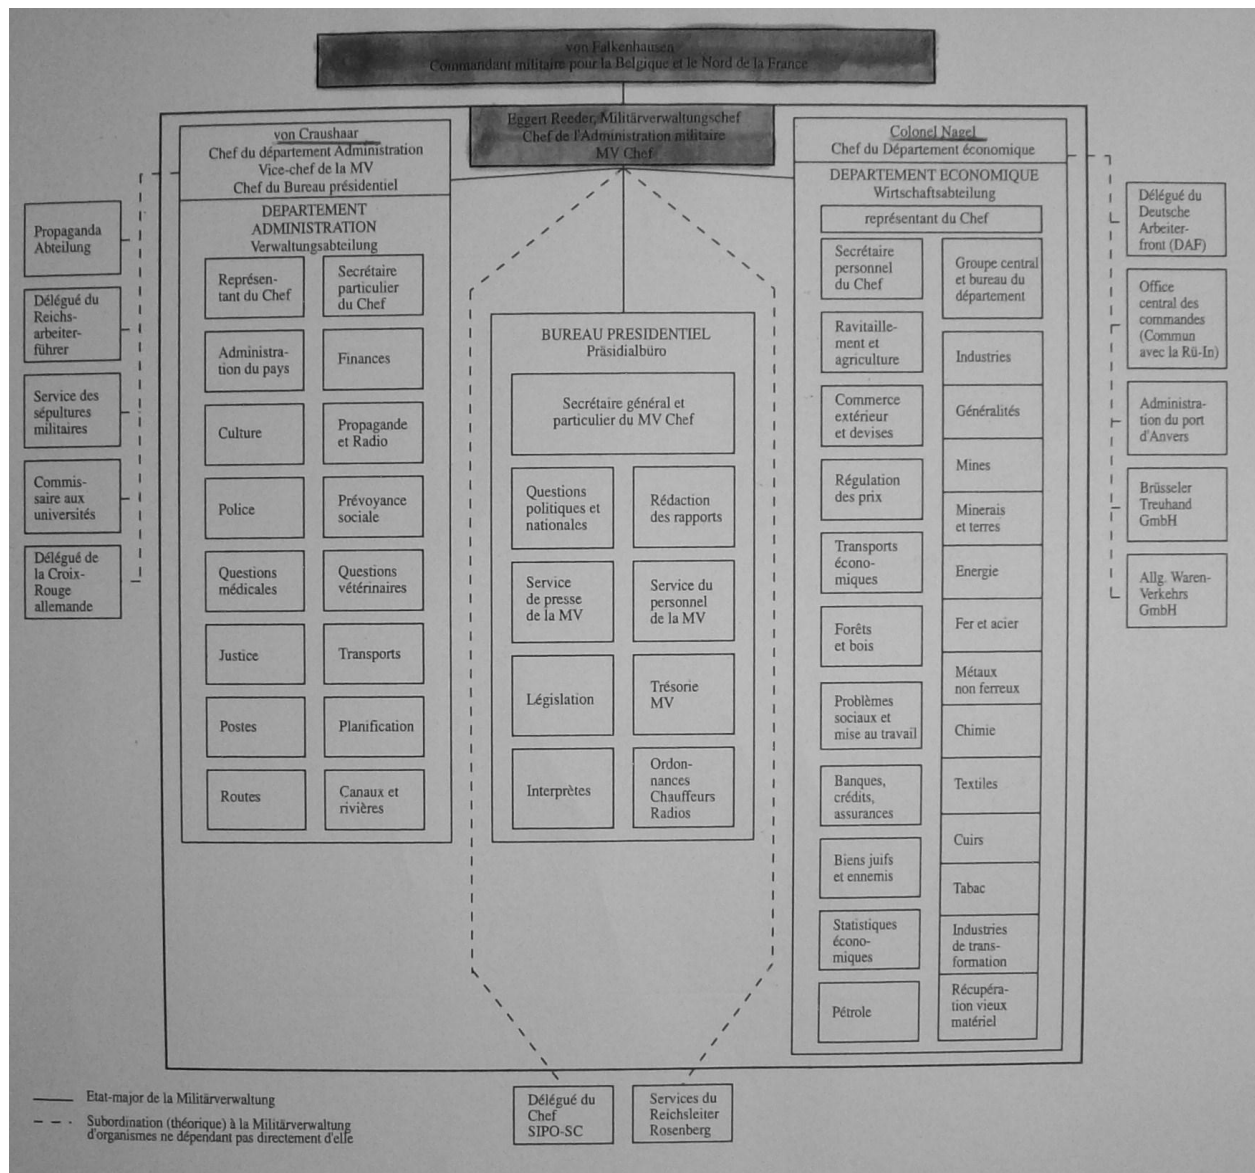 von Falkenhausen
Commandant militaire pour la Belgique et le Nord de la France
Eggert Reeder, Militärverwaltungschef
Chef de l'Administration militaire
MV Chef
von Craushaar
Chef du département Administration
Vice-chef de la MV
Chef du Bureau présidentiel
DEPARTEMENT
ADMINISTRATION
Verwaltungsabteilung
Représen-
tant du Chef
Secrétaire
particulier
du Chef
Administra-
tion du pays
Finances
Culture
Propagande
et Radio
Police
Prévoyance
sociale
Questions
médicales
Questions
vétérinaires
Justice
Transports
Postes
Planification
Routes
Canaux et
rivières
Propaganda
Abteilung
Délégué du
Reichs-
arbeiter-
führer
Service des
sépultures
militaires
Commis-
saire aux
universités
Délégué de
la Croix-
Rouge
allemande
BUREAU PRESIDENTIEL
Präsidialbüro
Secrétaire général et
particulier du MV Chef
Questions
politiques et
nationales
Rédaction
des rapports
Service
de presse
de la MV
Service du
personnel
de la MV
Législation
Trésorie
MV
Interprètes
Ordon-
nances
Chauffeurs
Radios
Colonel Nagel
Chef du Département économique
DEPARTEMENT ECONOMIQUE
Wirtschaftsabteilung
représentant du Chef
Secrétaire
personnel
du Chef
Groupe central
et bureau du
département
Ravitaille-
ment et
agriculture
Industries
Commerce
extérieur
et devises
Généralités
Régulation
des prix
Mines
Minerais
et terres
Transports
écono-
miques
Energie
Forêts
et bois
Fer et acier
Métaux
non ferreux
Problèmes
sociaux et
mise au travail
Chimie
Banques,
crédits,
assurances
Textiles
Biens juifs
et ennemis
Cuirs
Tabac
Statistiques
écono-
miques
Industries
de trans-
formation
Pétrole
Récupéra-
tion vieux
matériel
Délégué du
Deutsche
Arbeiter-
front (DAF)
Office
central des
commandes
(Commun
avec la Rü-In)
Administra-
tion du port
d'Anvers
Brüsseler
Treuhand
GmbH
Allg. Waren-
Verkehrs
GmbH
Délégué du
Chef
SIPO-SC
Services du
Reichsleiter
Rosenberg
Etat-major de la Militärverwaltung
Subordination (théorique) à la Militärverwaltung
d'organismes ne dépendant pas directement d'elle